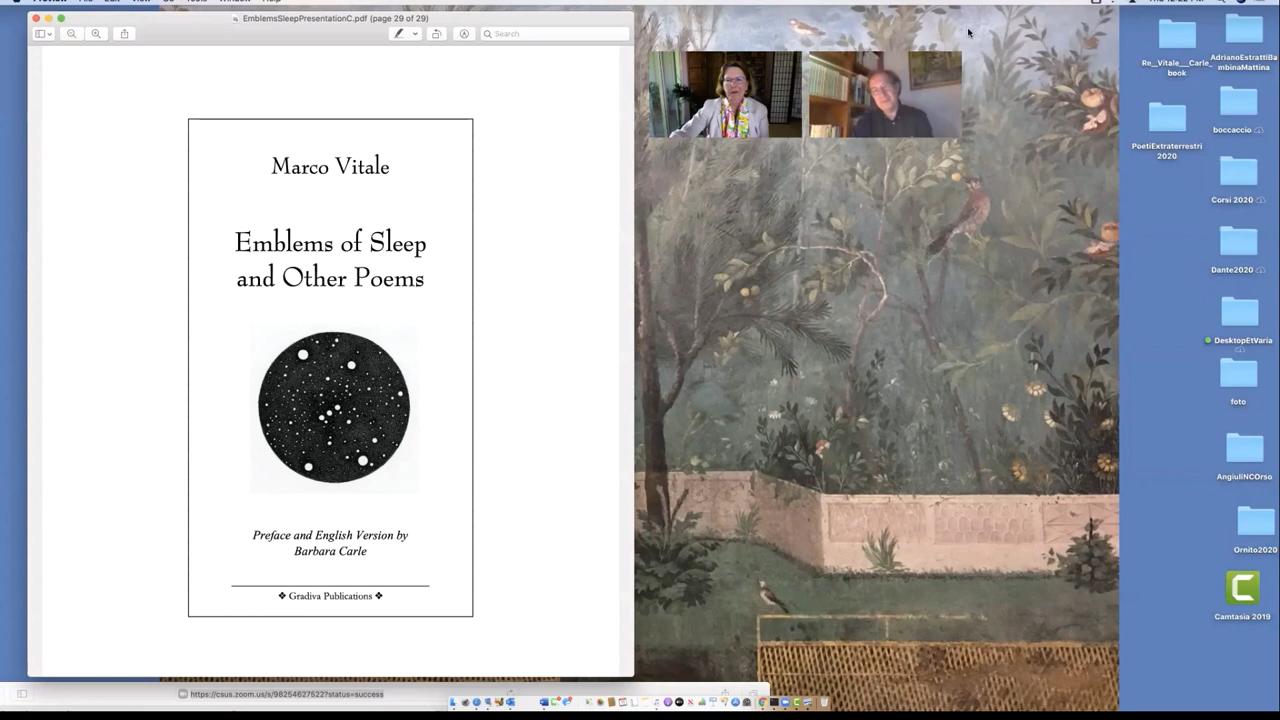 EmblemsSleepPresentationC.pdf (page 29 of 29)
Search
Marco Vitale
Emblems of Sleep
and Other Poems
Preface and English Version by
Barbara Carle
❖ Gradiva Publications ❖
Re__Vitale___Carle_
book
AdrianoEstrattiBa
mbinaMattina
PoetiExtraterrestri
2020
boccaccio
Corsi 2020
Dante2020
DesktopEtVaria
foto
AngiuliNCOrso
Ornito2020
Camtasia 2019
https://csus.zoom.us/s/98254627522?status=success